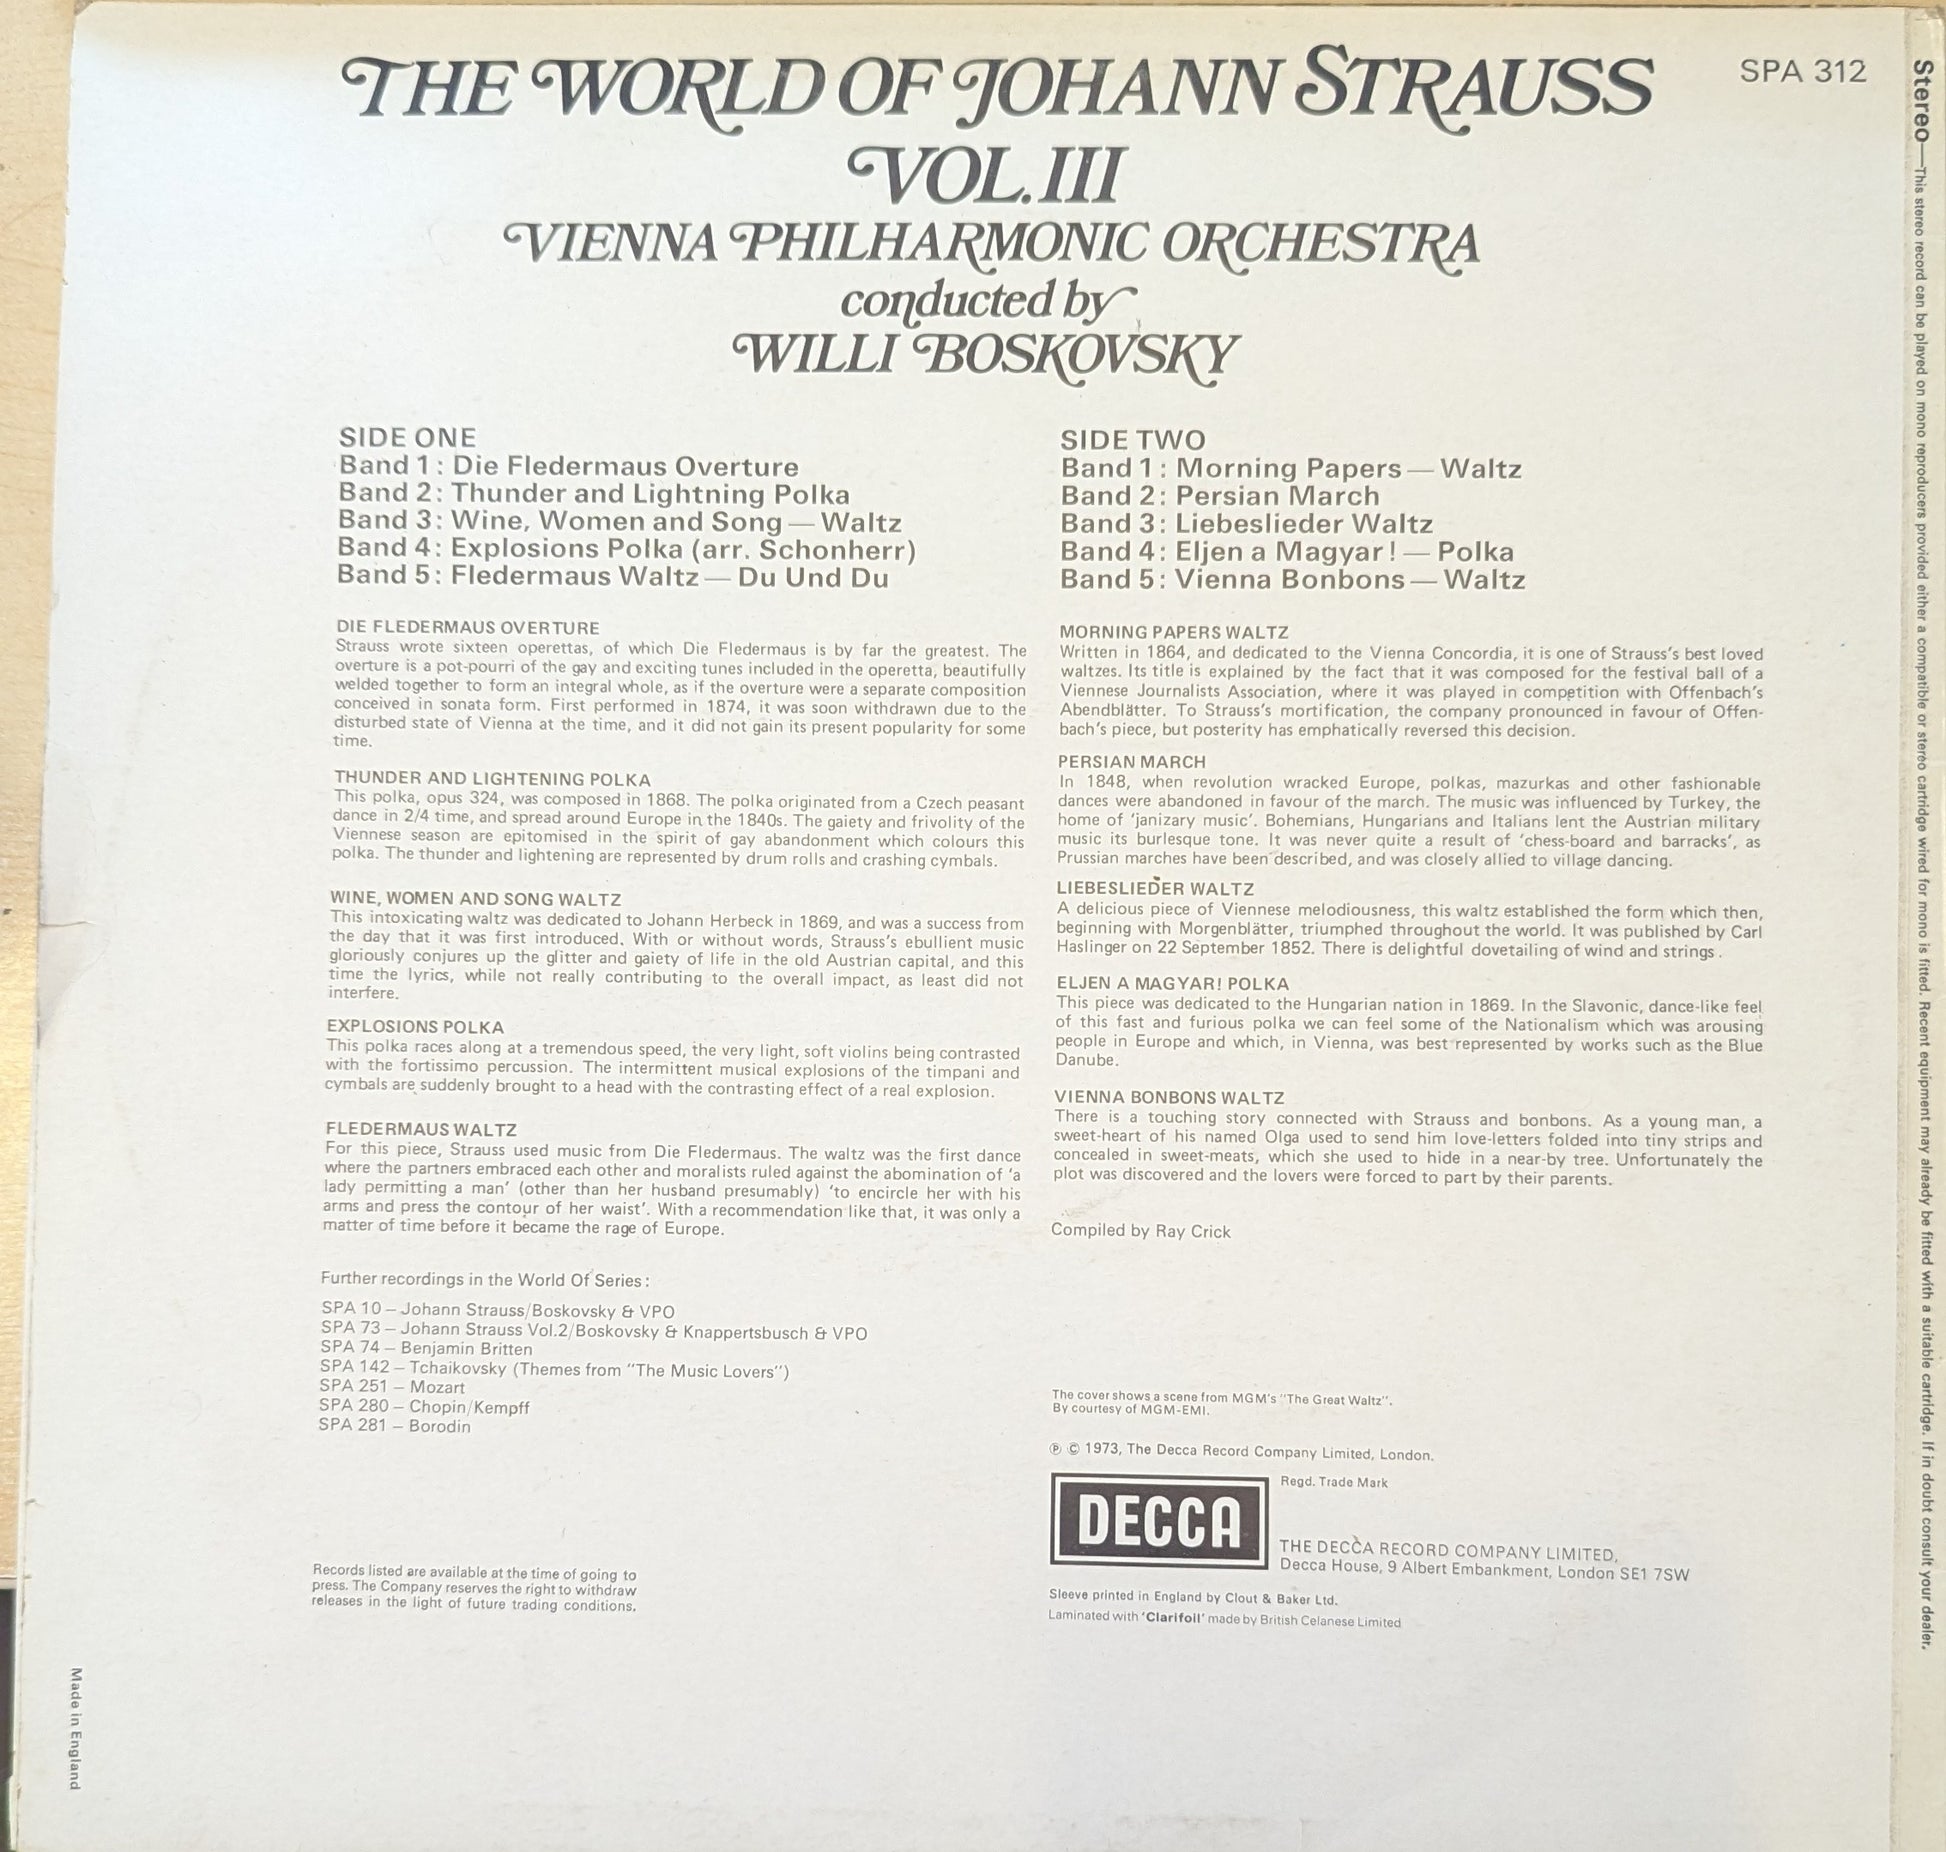 THE WORLD OF JOHANN STRAUSS
SPA 312
VOL. III
VIENNA PHILHARMONIC ORCHESTRA
conducted by
WILLI BOSKOVSKY
SIDE ONE
Band 1: Die Fledermaus Overture
Band 2: Thunder and Lightning Polka
Band 3: Wine, Women and Song — Waltz
Band 4: Explosions Polka (arr. Schonherr)
Band 5: Fledermaus Waltz — Du Und Du
DIE FLEDERMAUS OVERTURE
Strauss wrote sixteen operettas, of which Die Fledermaus is by far the greatest. The
overture is a pot-pourri of the gay and exciting tunes included in the operetta, beautifully
welded together to form an integral whole, as if the overture were a separate composition
conceived in sonata form. First performed in 1874, it was soon withdrawn due to the
disturbed state of Vienna at the time, and it did not gain its present popularity for some
time.
THUNDER AND LIGHTENING POLKA
This polka, opus 324, was composed in 1868. The polka originated from a Czech peasant
dance in 2/4 time, and spread around Europe in the 1840s. The gaiety and frivolity of the
Viennese season are epitomised in the spirit of gay abandonment which colours this
polka. The thunder and lightening are represented by drum rolls and crashing cymbals.
WINE, WOMEN AND SONG WALTZ
This intoxicating waltz was dedicated to Johann Herbeck in 1869, and was a success from
the day that it was first introduced. With or without words, Strauss's ebullient music
gloriously conjures up the glitter and gaiety of life in the old Austrian capital, and this
time the lyrics, while not really contributing to the overall impact, as least did not
interfere.
EXPLOSIONS POLKA
This polka races along at a tremendous speed, the very light, soft violins being contrasted
with the fortissimo percussion. The intermittent musical explosions of the timpani and
cymbals are suddenly brought to a head with the contrasting effect of a real explosion.
FLEDERMAUS WALTZ
For this piece, Strauss used music from Die Fledermaus. The waltz was the first dance
where the partners embraced each other and moralists ruled against the abomination of 'a
lady permitting a man' (other than her husband presumably) 'to encircle her with his
arms and press the contour of her waist'. With a recommendation like that, it was only a
matter of time before it became the rage of Europe.
Further recordings in the World Of Series:
SPA 10 – Johann Strauss/Boskovsky & VPO
SPA 73 – Johann Strauss Vol.2/Boskovsky & Knappertsbusch & VPO
SPA 74 – Benjamin Britten
SPA 142 – Tchaikovsky (Themes from "The Music Lovers")
SPA 251 – Mozart
SPA 280 – Chopin/Kempff
SPA 281 – Borodin
Records listed are available at the time of going to
press. The Company reserves the right to withdraw
releases in the light of future trading conditions.
SIDE TWO
Band 1: Morning Papers — Waltz
Band 2: Persian March
Band 3: Liebeslieder Waltz
Band 4: Eljen a Magyar! — Polka
Band 5: Vienna Bonbons — Waltz
MORNING PAPERS WALTZ
Written in 1864, and dedicated to the Vienna Concordia, it is one of Strauss's best loved
waltzes. Its title is explained by the fact that it was composed for the festival ball of a
Viennese Journalists Association, where it was played in competition with Offenbach's
Abendblätter. To Strauss's mortification, the company pronounced in favour of Offen-
bach's piece, but posterity has emphatically reversed this decision.
PERSIAN MARCH
In 1848, when revolution wracked Europe, polkas, mazurkas and other fashionable
dances were abandoned in favour of the march. The music was influenced by Turkey, the
home of 'janizary music'. Bohemians, Hungarians and Italians lent the Austrian military
music its burlesque tone. It was never quite a result of 'chess-board and barracks', as
Prussian marches have been described, and was closely allied to village dancing.
LIEBESLIEDER WALTZ
A delicious piece of Viennese melodiousness, this waltz established the form which then,
beginning with Morgenblätter, triumphed throughout the world. It was published by Carl
Haslinger on 22 September 1852. There is delightful dovetailing of wind and strings.
ELJEN A MAGYAR! POLKA
This piece was dedicated to the Hungarian nation in 1869. In the Slavonic, dance-like feel
of this fast and furious polka we can feel some of the Nationalism which was arousing
people in Europe and which, in Vienna, was best represented by works such as the Blue
Danube.
VIENNA BONBONS WALTZ
There is a touching story connected with Strauss and bonbons. As a young man, a
sweet-heart of his named Olga used to send him love-letters folded into tiny strips and
concealed in sweet-meats, which she used to hide in a near-by tree. Unfortunately the
plot was discovered and the lovers were forced to part by their parents.
Compiled by Ray Crick
The cover shows a scene from MGM's "The Great Waltz".
By courtesy of MGM-EMI.
℗ © 1973, The Decca Record Company Limited, London.
DECCA
Regd. Trade Mark
THE DECCA RECORD COMPANY LIMITED,
Decca House, 9 Albert Embankment, London SE1 7SW
Sleeve printed in England by Clout & Baker Ltd.
Laminated with 'Clarifoil' made by British Celanese Limited
Made in England
Stereo—This stereo record can be played on mono reproducers provided either a compatible or stereo cartridge wired for mono is fitted. Recent equipment may already be fitted with a suitable cartridge. If in doubt consult your dealer.